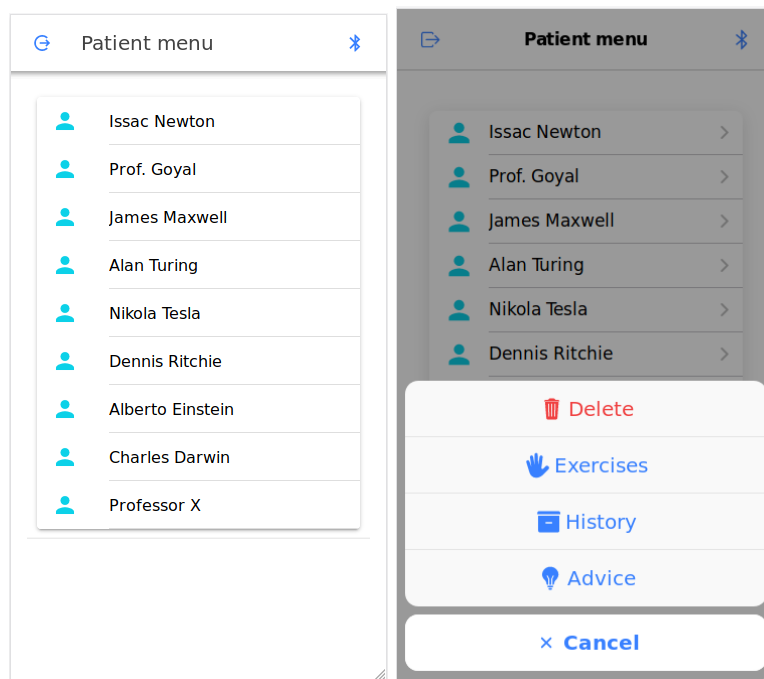 Patient menu
Issac Newton
Prof. Goyal
James Maxwell
Alan Turing
Nikola Tesla
Dennis Ritchie
Alberto Einstein
Charles Darwin
Professor X
Patient menu
Issac Newton
Prof. Goyal
James Maxwell
Alan Turing
Nikola Tesla
Dennis Ritchie
Delete
Exercises
History
Advice
Cancel